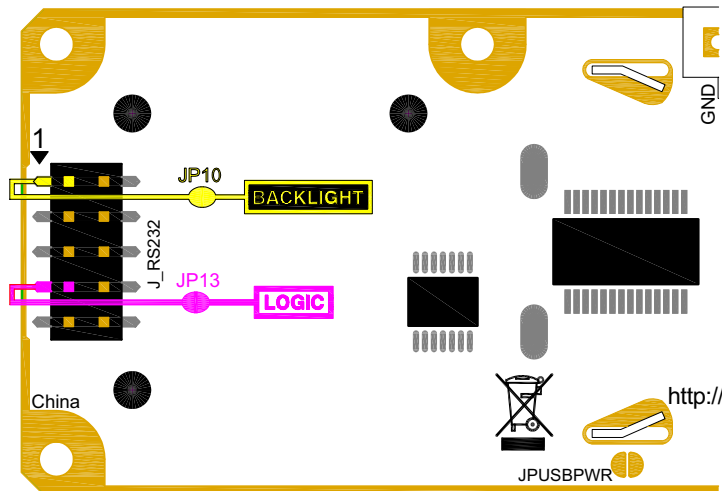 GND
1
JP10
BACKLIGHT
J_RS232
JP13
LOGIC
China
http://
JPUSBPWR